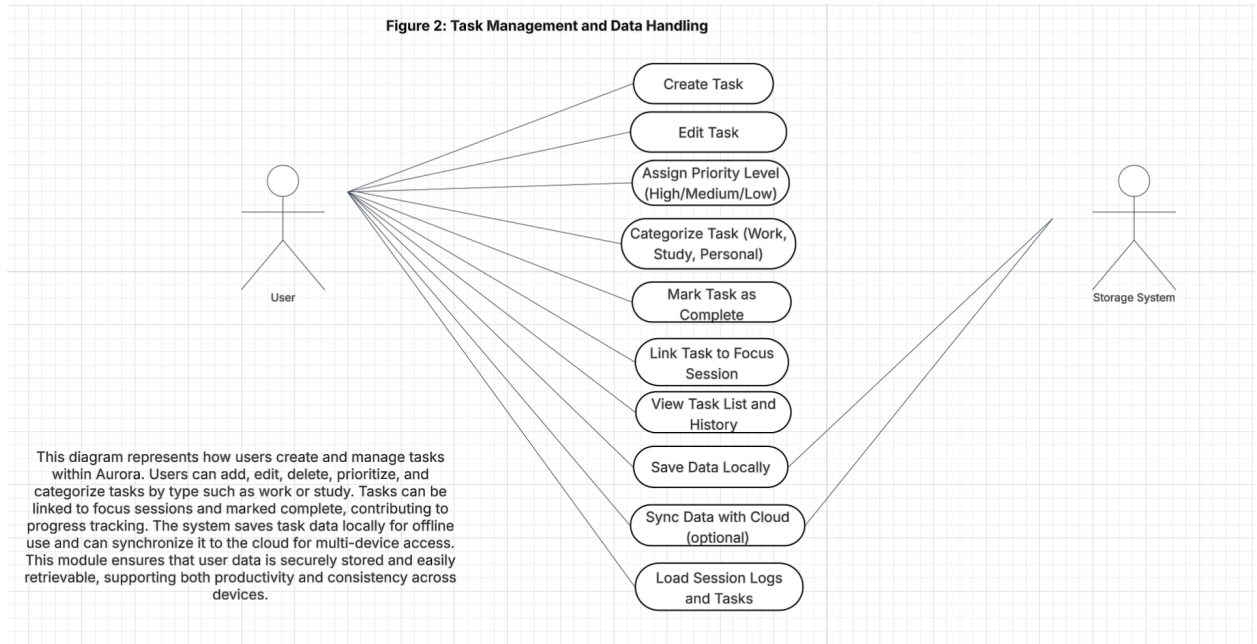 Figure 2: Task Management and Data Handling
Create Task
Edit Task
Assign Priority Level
(High/Medium/Low)
Categorize Task (Work,
Study, Personal)
Mark Task as
Complete
User
Storage System
Link Task to Focus
Session
View Task List and
History
Save Data Locally
Sync Data with Cloud
(optional)
Load Session Logs
and Tasks
This diagram represents how users create and manage tasks
within Aurora. Users can add, edit, delete, prioritize, and
categorize tasks by type such as work or study. Tasks can be
linked to focus sessions and marked complete, contributing to
progress tracking. The system saves task data locally for offline
use and can synchronize it to the cloud for multi-device access.
This module ensures that user data is securely stored and easily
retrievable, supporting both productivity and consistency across
devices.